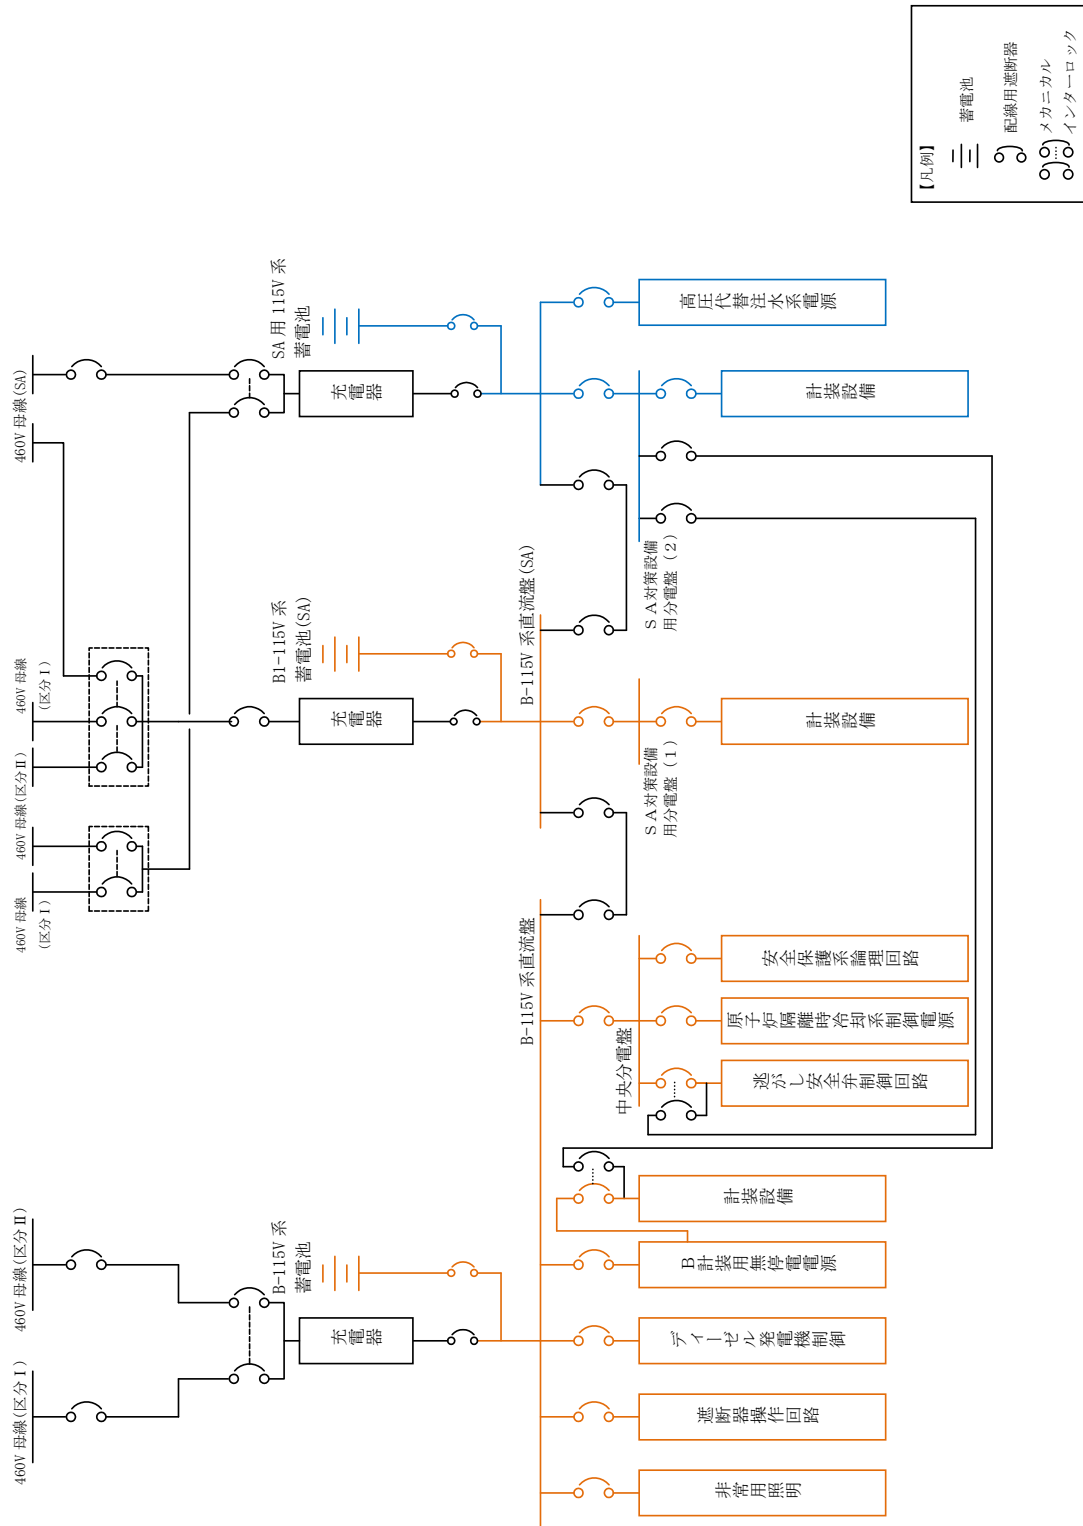 460V 母線(区分Ⅰ)
460V 母線(区分Ⅱ)
460V 母線
(区分Ⅰ)
460V 母線(区分Ⅱ)
460V 母線
(区分Ⅰ)
460V 母線(SA)
B-115V 系
蓄電池
充電器
B1-115V 系
蓄電池(SA)
充電器
SA 用 115V 系
蓄電池
充電器
B-115V 系直流盤
B-115V 系直流盤(SA)
中央分電盤
SA対策設備
用分電盤(1)
SA対策設備
用分電盤(2)
非常用照明
遮断器操作回路
ディーゼル発電機制御
B計装用無停電電源
計装設備
逃がし安全弁制御回路
原子炉隔離時冷却系制御電源
安全保護系論理回路
計装設備
計装設備
高圧代替注水系電源
【凡例】
蓄電池
配線用遮断器
メカニカル
インターロック